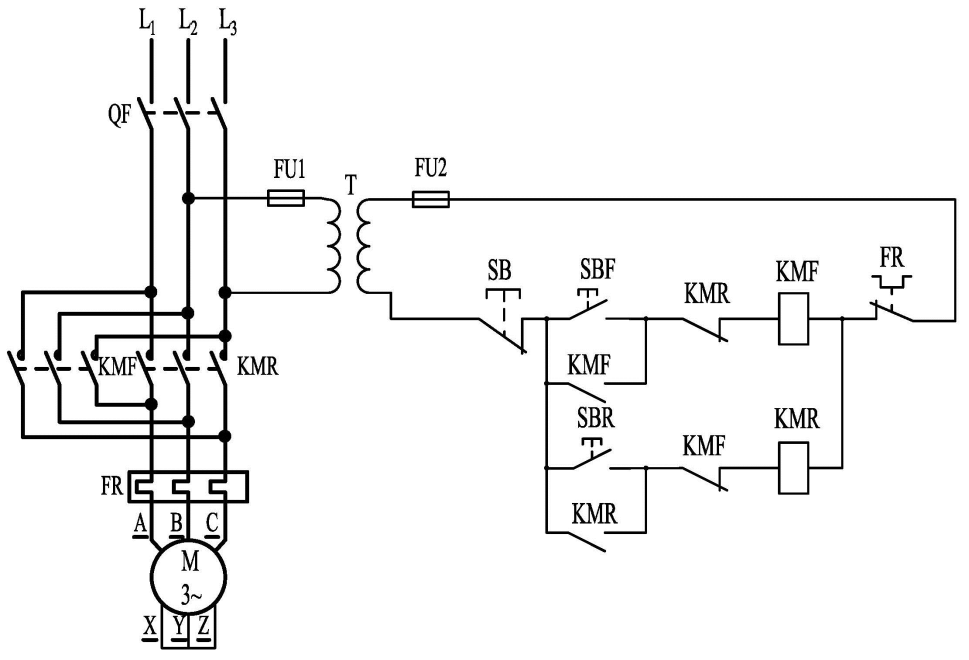 L1 L2 L3
QF
FU1
T
FU2
SB
SBF
KMR
KMF
FR
KMF
KMR
KMF
SBR
KMF
KMR
KMR
FR
A B C
M
3~
X Y Z